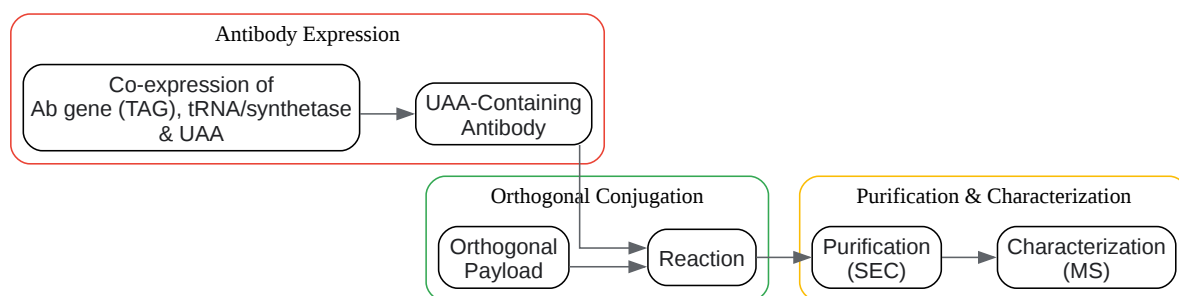 Antibody Expression
Co-expression of
Ab gene (TAG), tRNA/synthetase
& UAA
UAA-Containing
Antibody
Orthogonal Conjugation
Orthogonal
Payload
Reaction
Purification & Characterization
Purification
(SEC)
Characterization
(MS)